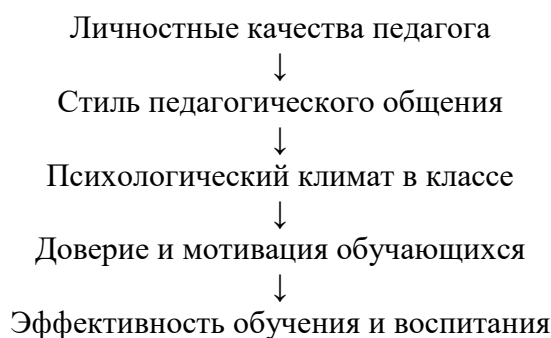 Личностные качества педагога
↓
Стиль педагогического общения
↓
Психологический климат в классе
↓
Доверие и мотивация обучающихся
↓
Эффективность обучения и воспитания